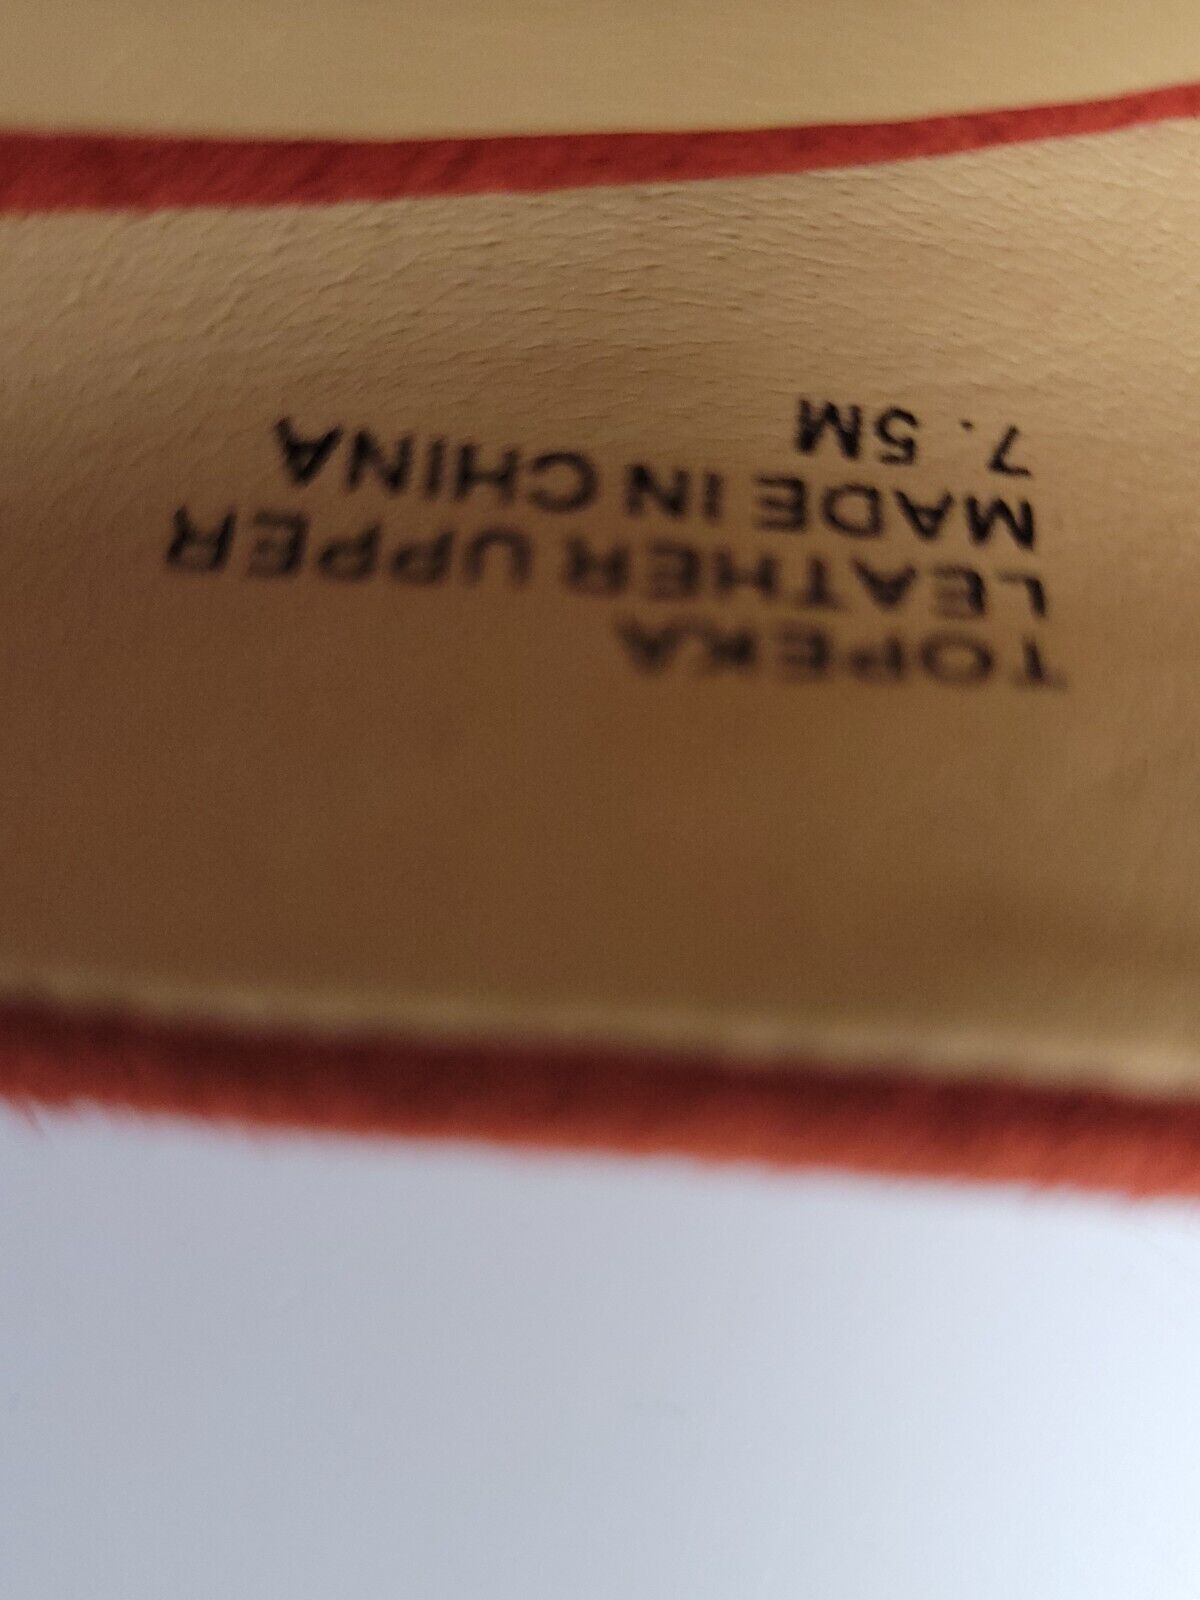 TOPEKA
LEATHER UPPER
MADE IN CHINA
7.5M